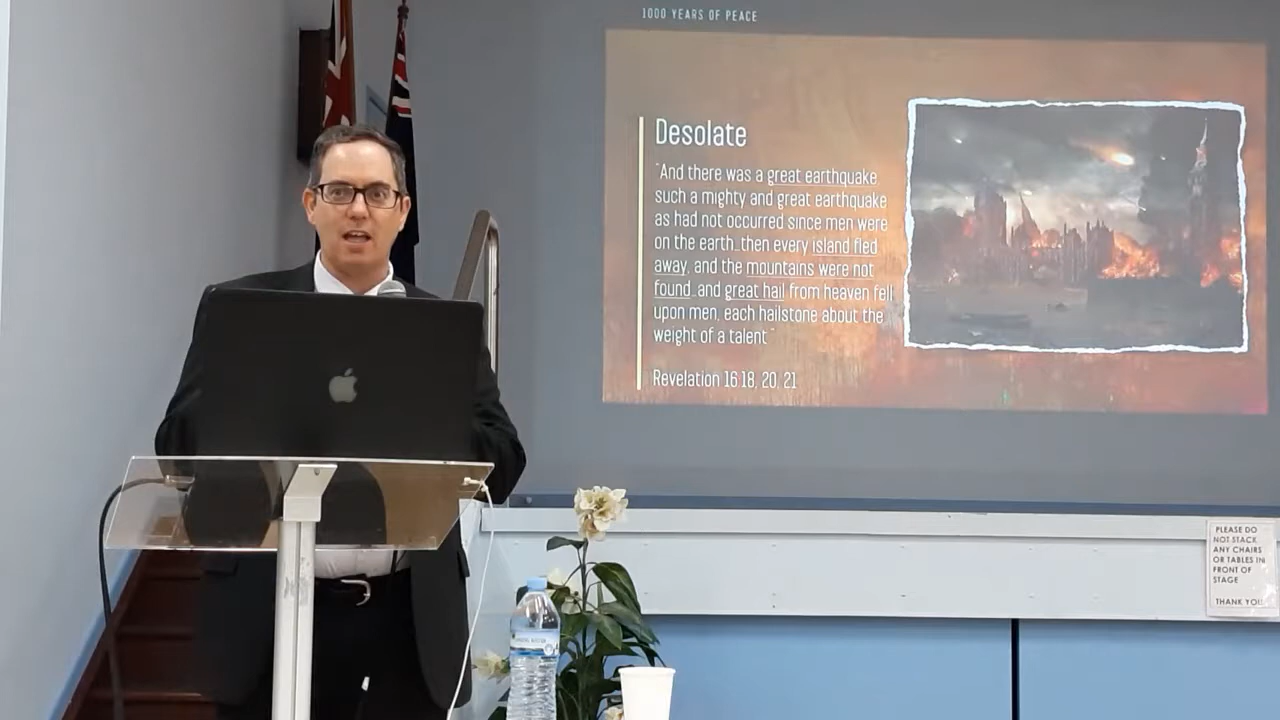 1000 YEARS OF PEACE
Desolate
"And there was a great earthquake,
such a mighty and great earthquake
as had not occurred since men were
on the earth...then every island fled
away, and the mountains were not
found...and great hail from heaven fell
upon men, each hailstone about the
weight of a talent."
Revelation 16:18, 20, 21
PLEASE DO
NOT STACK
ANY CHAIRS
OR TABLES IN
FRONT OF
STAGE
THANK YOU